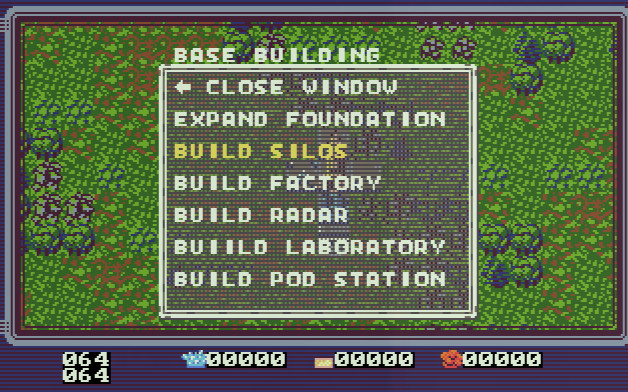 BASE BUILDING
← CLOSE WINDOW
EXPAND FOUNDATION
BUILD SILOS
BUILD FACTORY
BUILD RADAR
BUIILD LABORATORY
BUILD POD STATION
064 00000 00000 00000
064